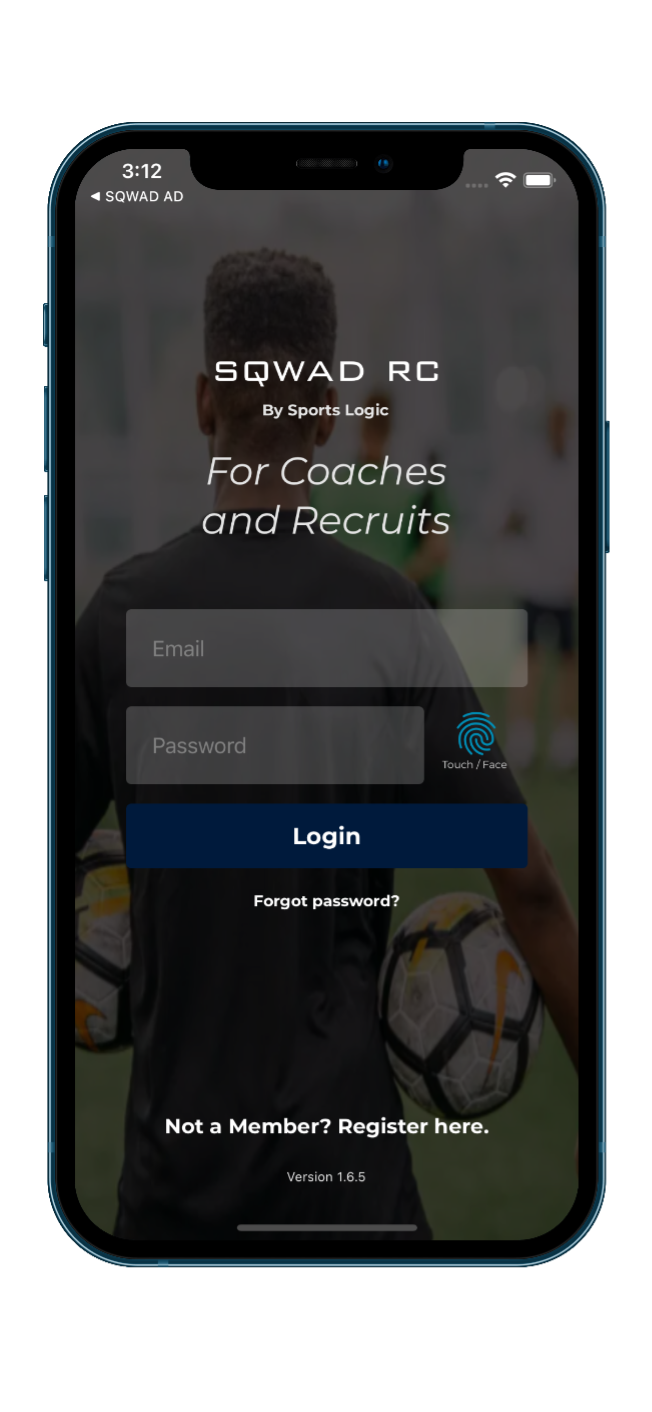 3:12
◀ SQWAD AD
SQWAD RC
By Sports Logic
For Coaches
and Recruits
Email
Password
Touch / Face
Login
Forgot password?
Not a Member? Register here.
Version 1.6.5